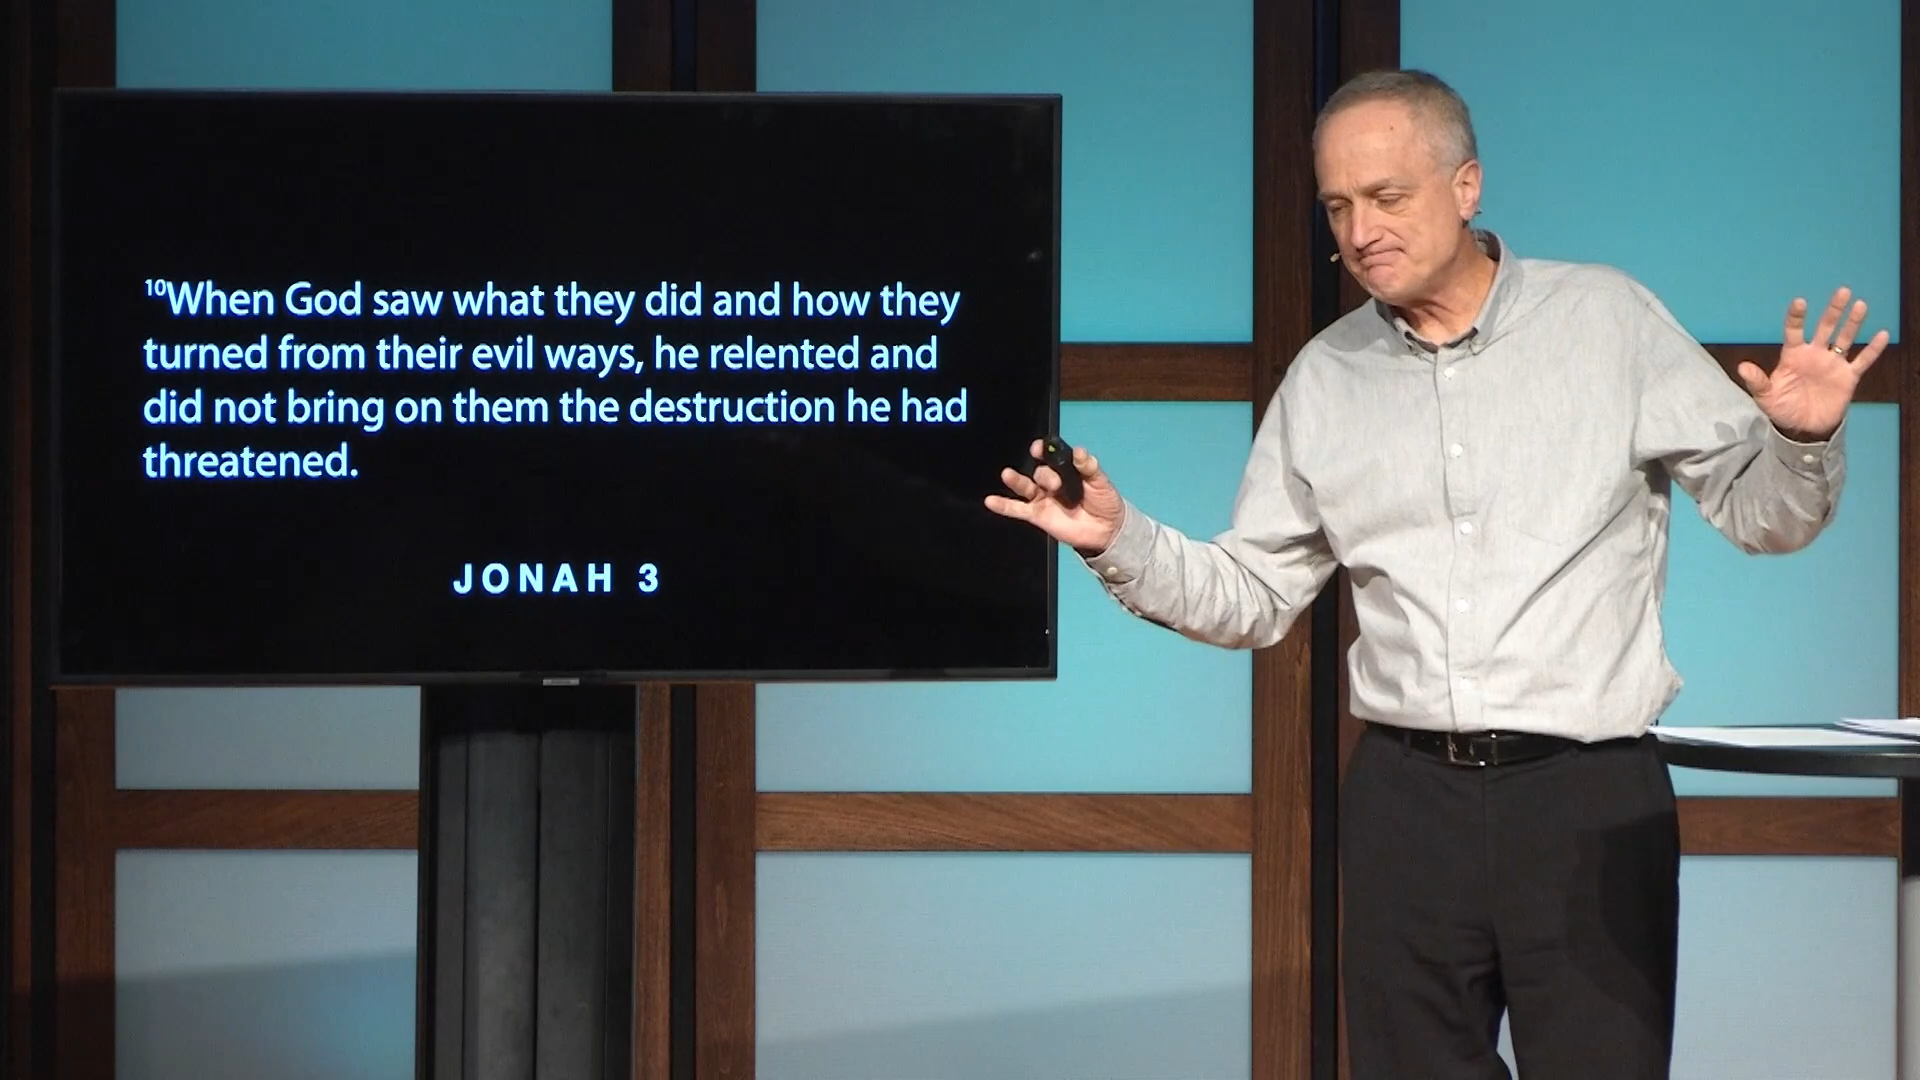 ¹⁰When God saw what they did and how they
turned from their evil ways, he relented and
did not bring on them the destruction he had
threatened.
JONAH 3